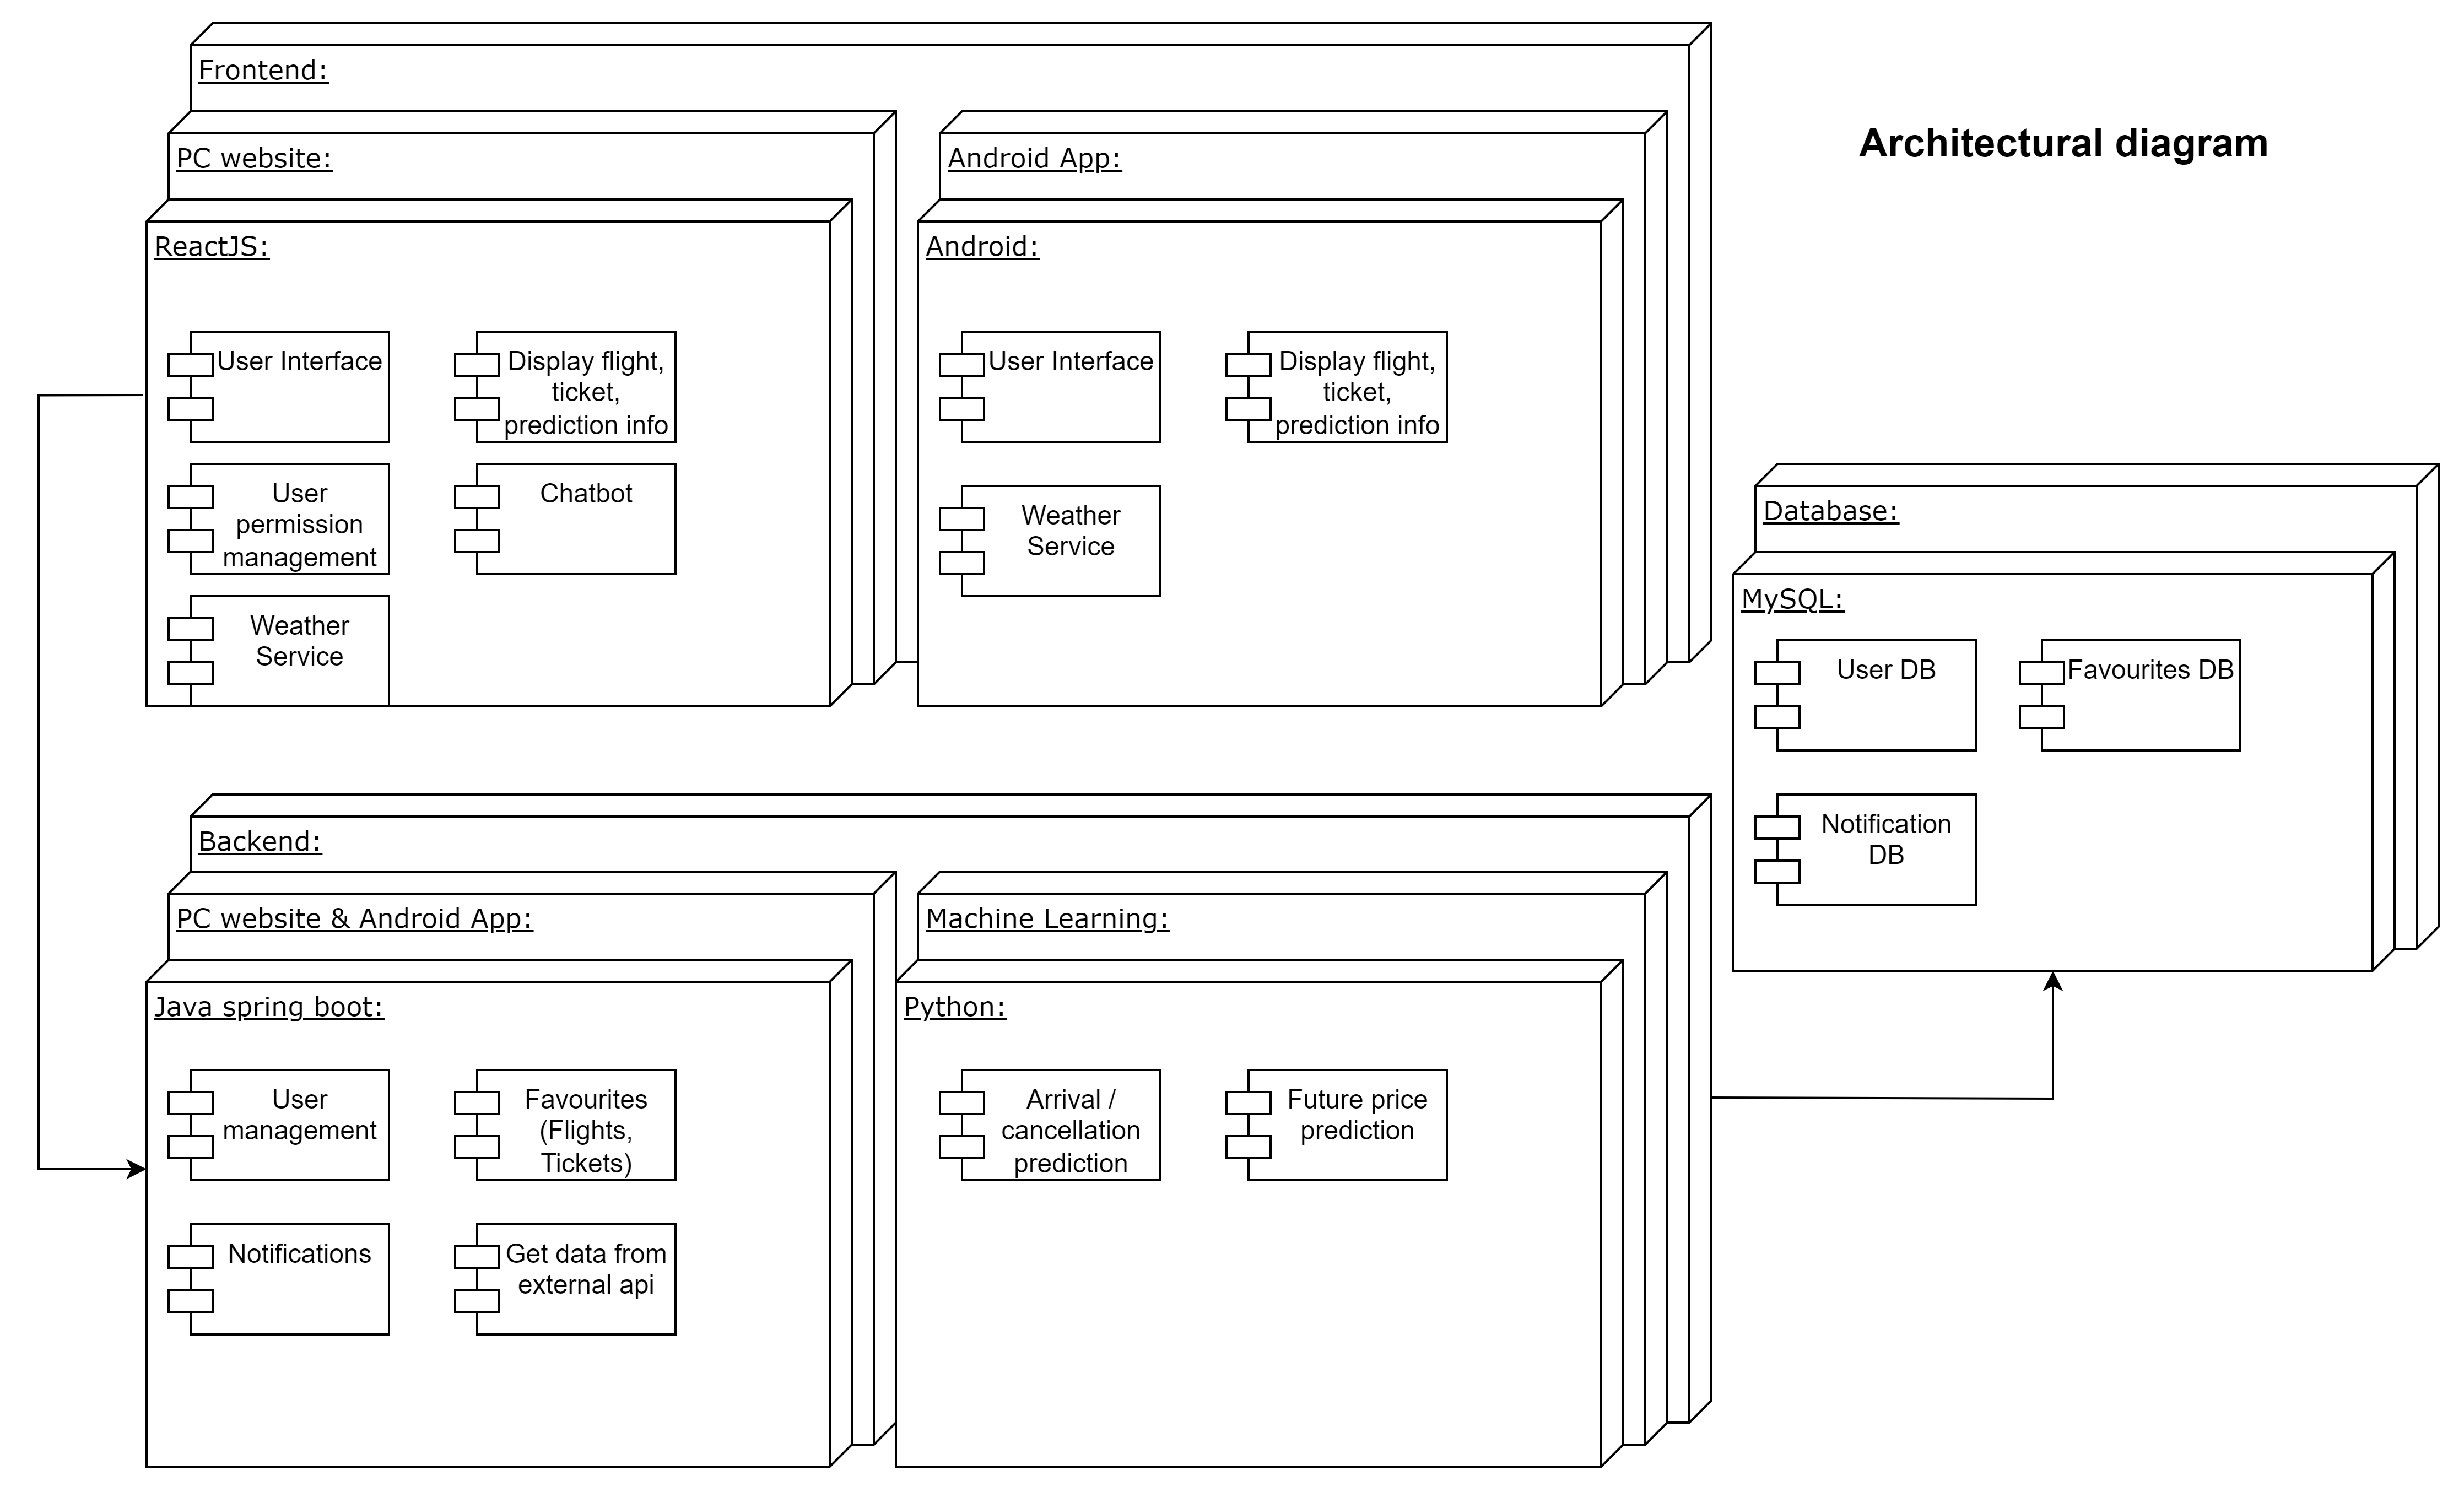 Frontend:
Architectural diagram
PC website:
Android App:
ReactJS:
Android:
User Interface
Display flight,
ticket,
prediction info
User
permission
management
Chatbot
Weather
Service
User Interface
Display flight,
ticket,
prediction info
Weather
Service
Database:
MySQL:
User DB
Favourites DB
Notification
DB
Backend:
PC website & Android App:
Machine Learning:
Java spring boot:
Python:
User
management
Favourites
(Flights,
Tickets)
Notifications
Get data from
external api
Arrival /
cancellation
prediction
Future price
prediction